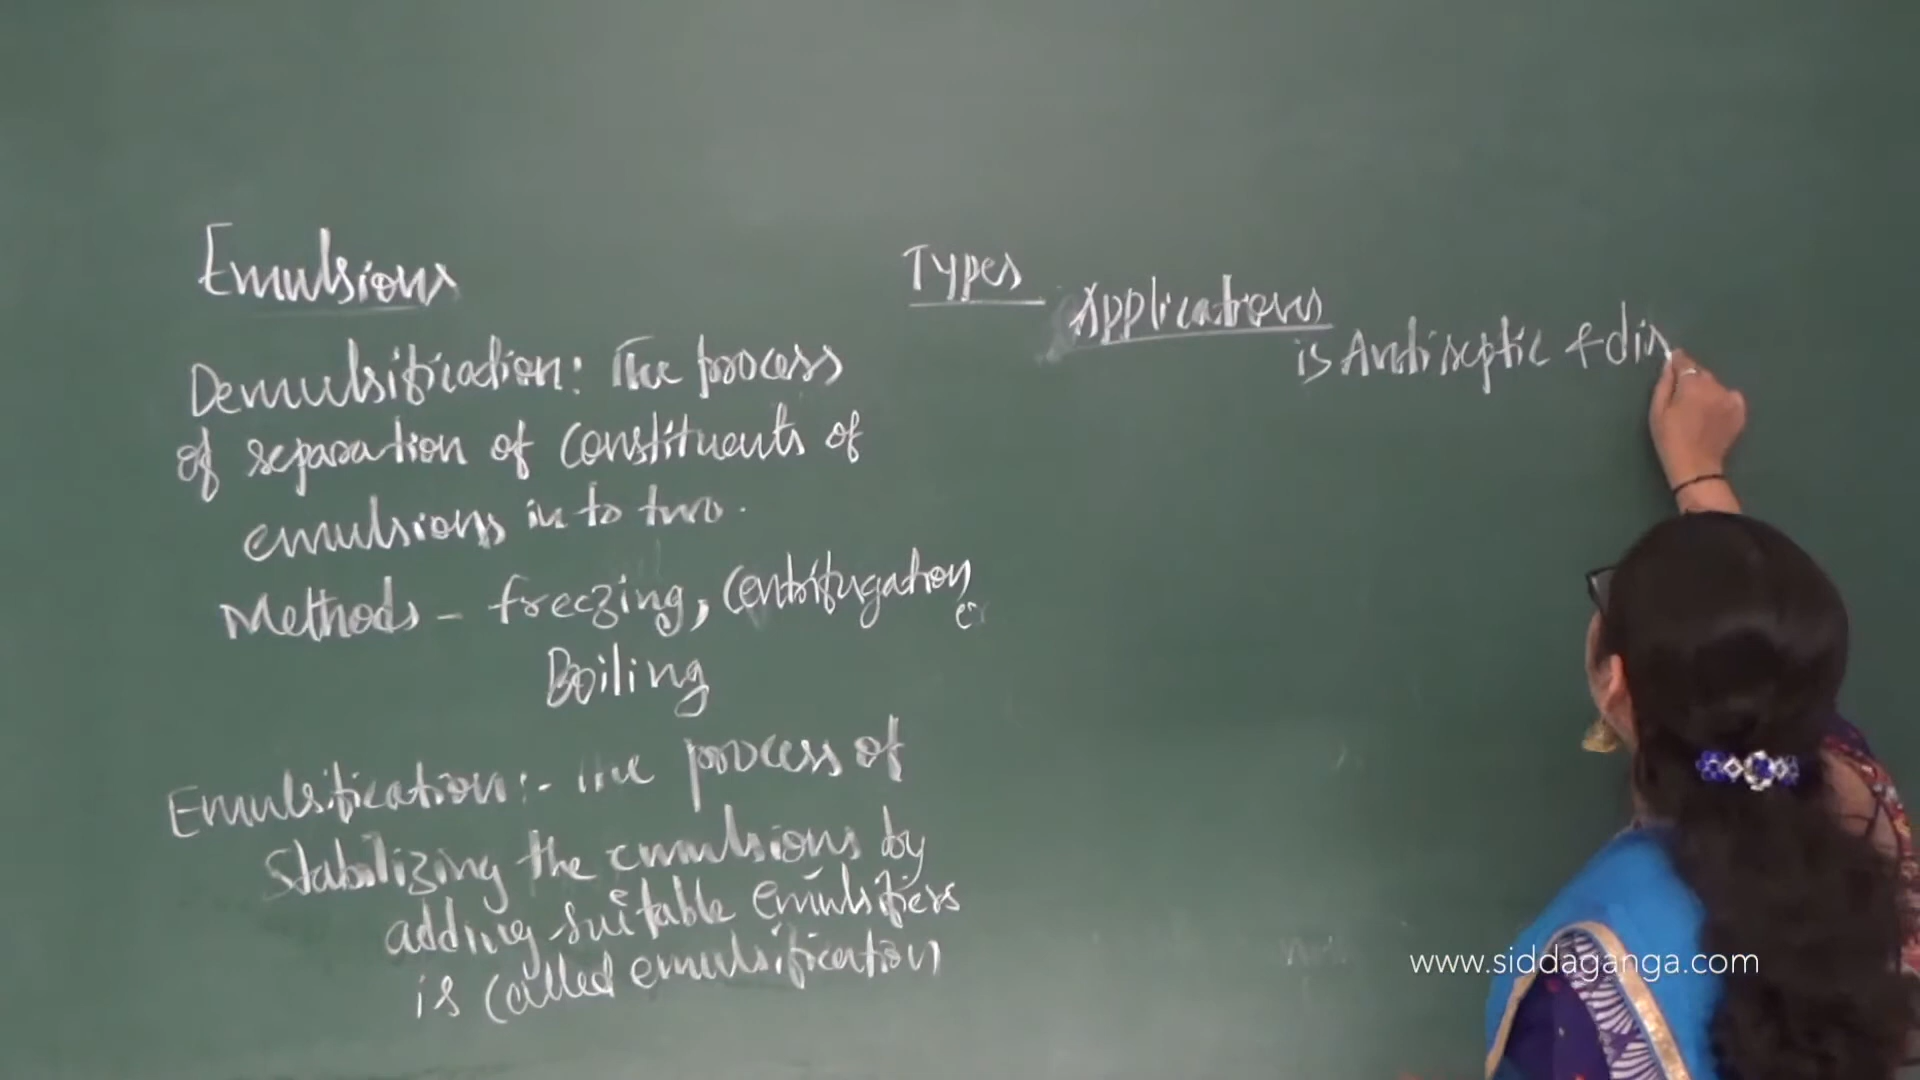 Emulsions
Demulsification: The process
of separation of constituents of
emulsions in to two.
Methods - freezing, Centrifugation
Boiling
Emulsification:- The process of
Stabilizing the emulsions by
adding suitable emulsifiers
is called emulsification
Types
Applications
is Antiseptic + dis
www.siddaganga.com